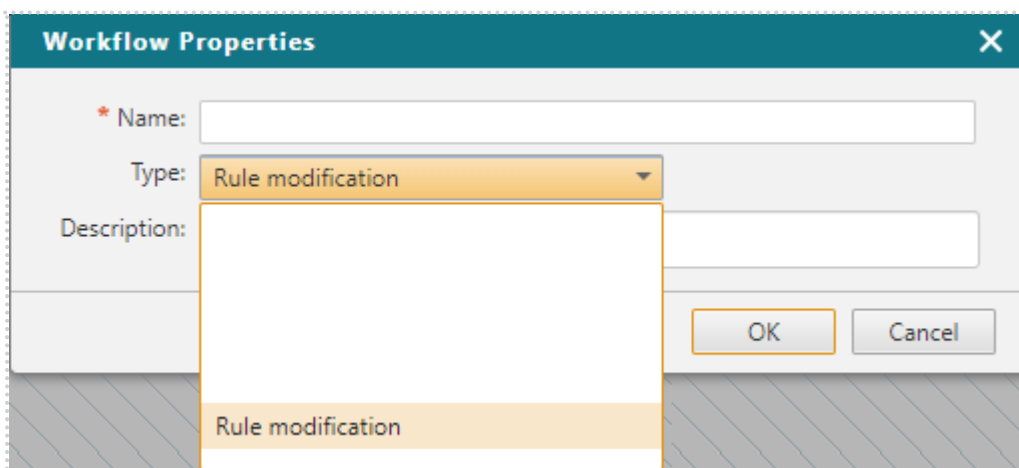 Workflow Properties
* Name:
Type: Rule modification
Description:
OK Cancel
Rule modification